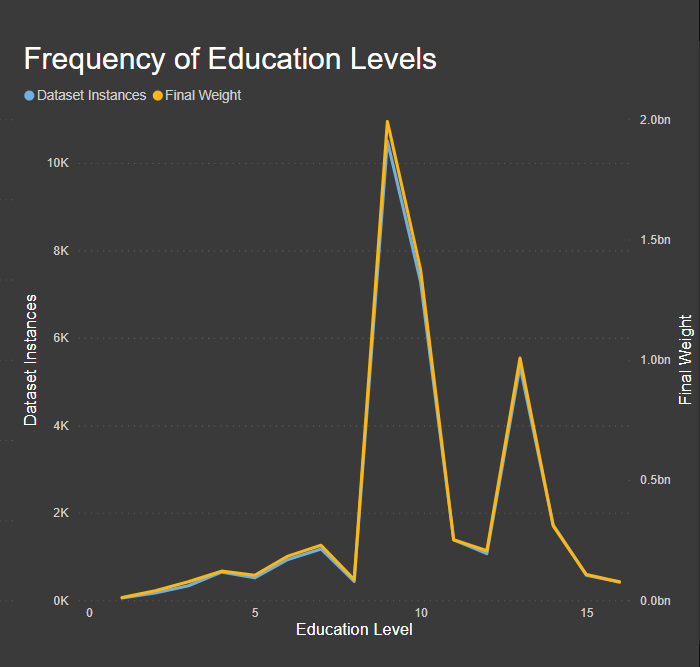 Frequency of Education Levels
Dataset Instances Final Weight
2.0bn
10K
1.5bn
8K
6K
1.0bn
4K
0.5bn
2K
0K
0.0bn
0 5 10 15
Education Level
Dataset Instances
Final Weight